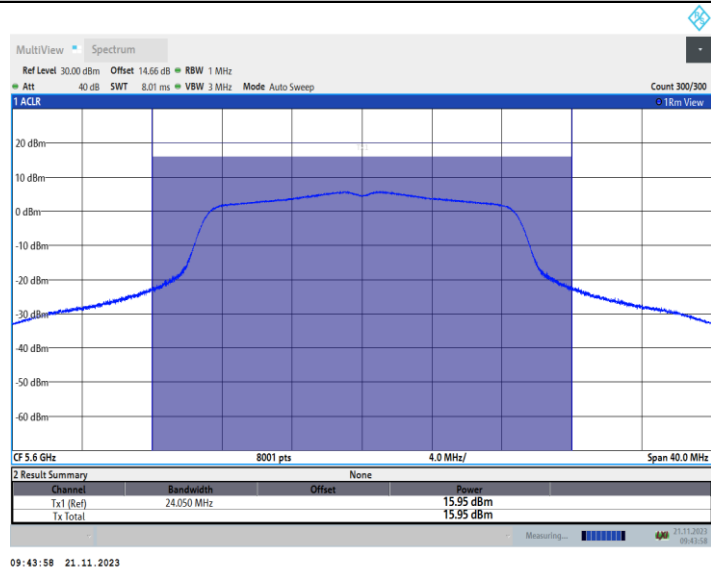 MultiView Spectrum
Ref Level 30.00 dBm Offset 14.66 dB RBW 1 MHz
Att 40 dB SWT 8.01 ms VBW 3 MHz Mode Auto Sweep Count 300/300
1 ACLR 1Rm View
20 dBm
10 dBm
0 dBm
-10 dBm
-20 dBm
-30 dBm
-40 dBm
-50 dBm
-60 dBm
CF 5.6 GHz 8001 pts 4.0 MHz/ Span 40.0 MHz
2 Result Summary None
Channel Bandwidth Offset Power
Tx1 (Ref) 24.050 MHz 15.95 dBm
Tx Total 15.95 dBm
Measuring... 21.11.2023
09:43:58
09:43:58 21.11.2023